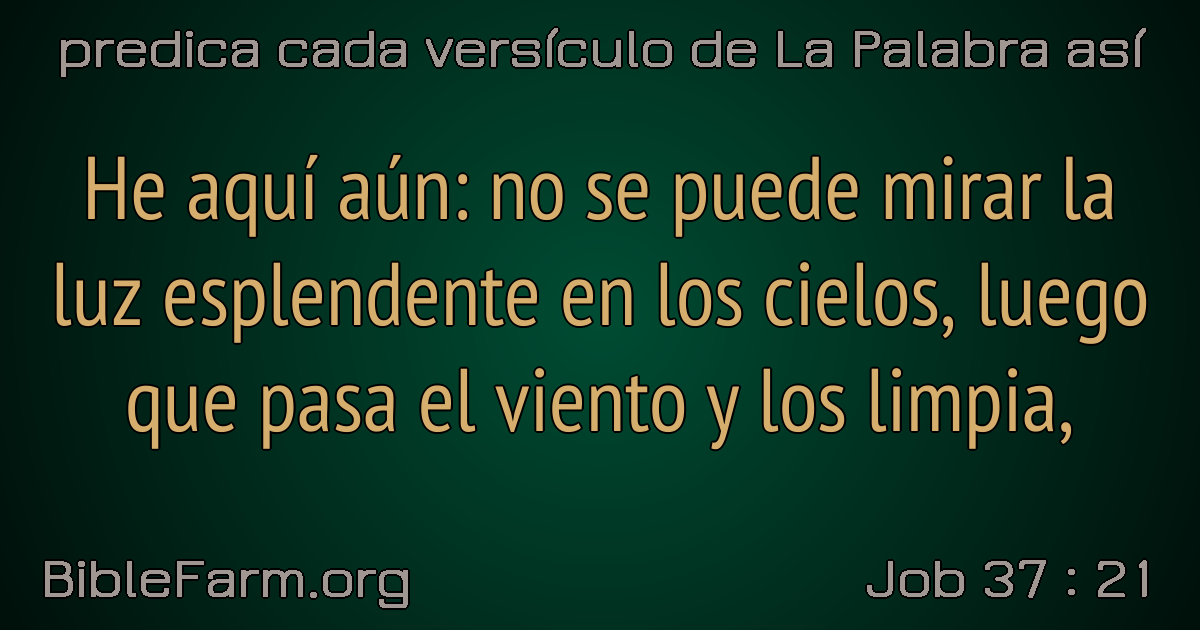 predica cada versículo de La Palabra así
He aquí aún: no se puede mirar la
luz esplendente en los cielos, luego
que pasa el viento y los limpia,
BibleFarm.org
Job 37 : 21